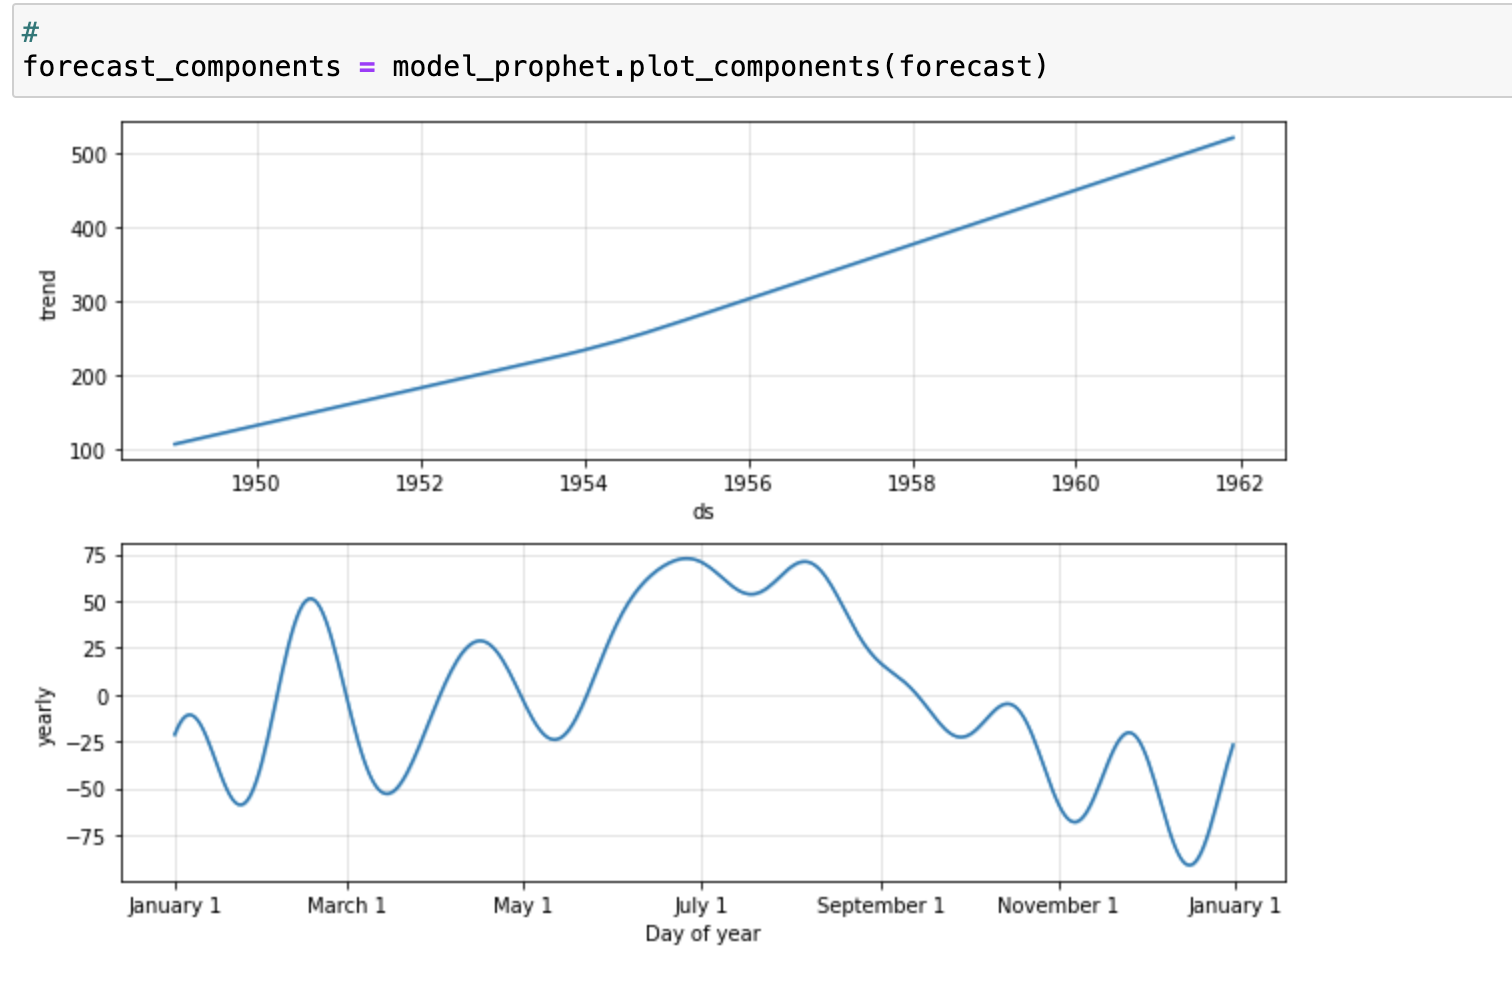 #
forecast_components = model_prophet.plot_components(forecast)
500
400
300
200
100
trend
1950 1952 1954 1956 1958 1960 1962
ds
75
50
25
0
−25
−50
−75
yearly
January 1 March 1 May 1 July 1 September 1 November 1 January 1
Day of year